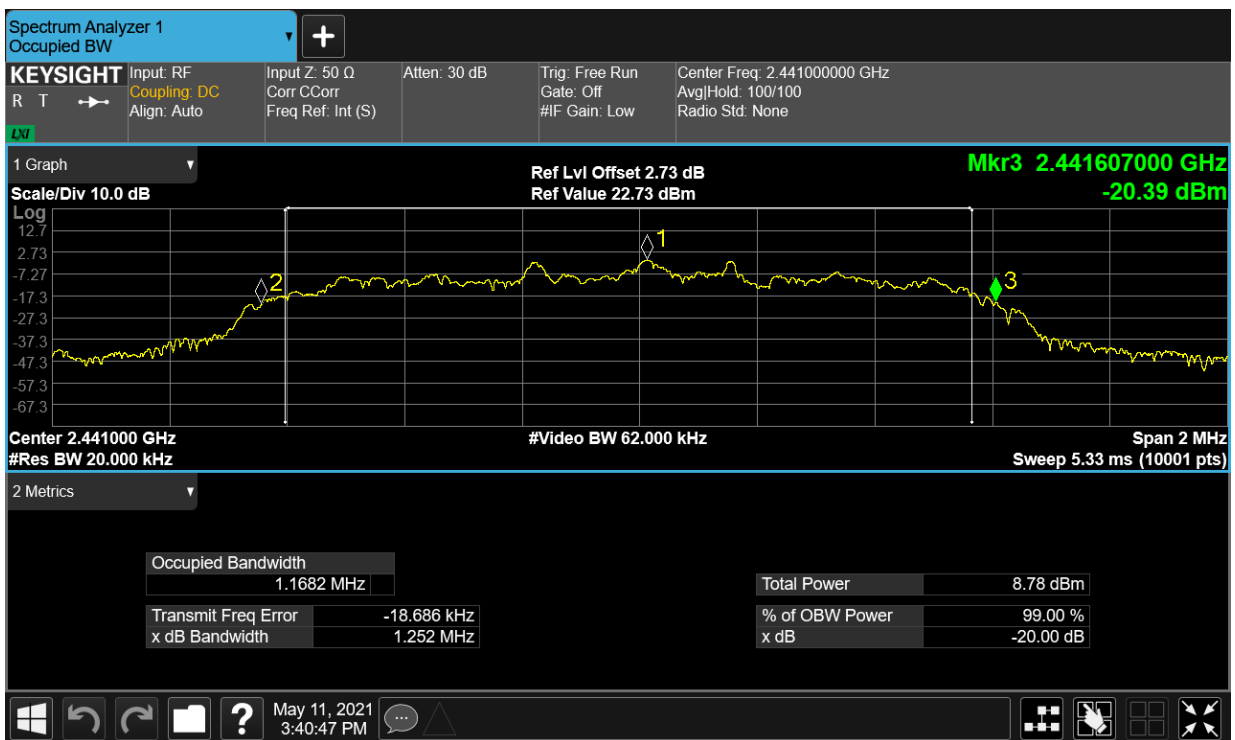 Spectrum Analyzer 1
Occupied BW
▼
+
KEYSIGHT
R T
LXI
Input: RF
Coupling: DC
Align: Auto
Input Z: 50 Ω
Corr CCorr
Freq Ref: Int (S)
Atten: 30 dB
Trig: Free Run
Gate: Off
#IF Gain: Low
Center Freq: 2.441000000 GHz
Avg|Hold: 100/100
Radio Std: None
1 Graph ▼
Scale/Div 10.0 dB
Ref Lvl Offset 2.73 dB
Ref Value 22.73 dBm
Mkr3 2.441607000 GHz
-20.39 dBm
Log
12.7
2.73
-7.27
-17.3
-27.3
-37.3
-47.3
-57.3
-67.3
2
1
3
Center 2.441000 GHz
#Video BW 62.000 kHz
Span 2 MHz
#Res BW 20.000 kHz
Sweep 5.33 ms (10001 pts)
2 Metrics ▼
Occupied Bandwidth
1.1682 MHz
Transmit Freq Error -18.686 kHz
x dB Bandwidth 1.252 MHz
Total Power 8.78 dBm
% of OBW Power 99.00 %
x dB -20.00 dB
?
May 11, 2021
3:40:47 PM